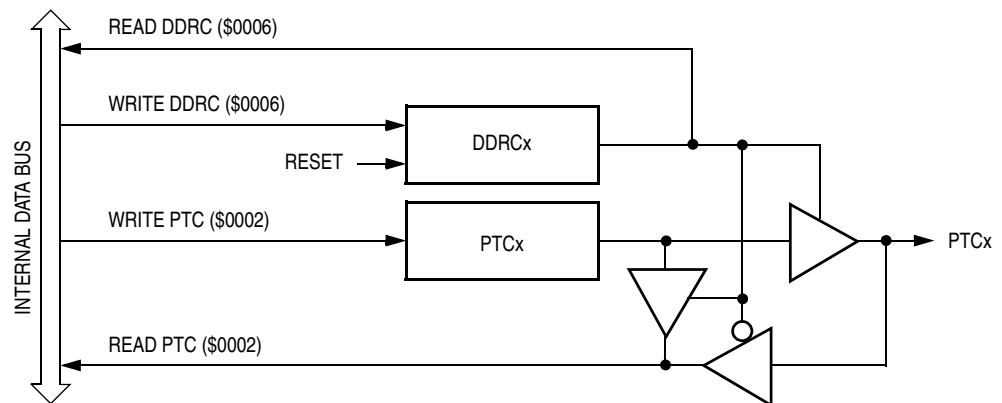 READ DDRC ($0006)
WRITE DDRC ($0006)
DDRCx
RESET
WRITE PTC ($0002)
PTCx
PTCx
READ PTC ($0002)
INTERNAL DATA BUS